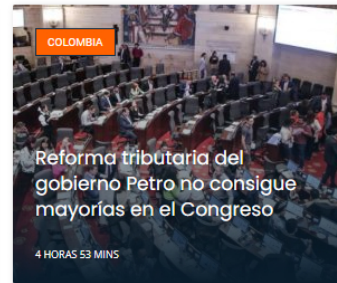 COLOMBIA
Reforma tributaria del
gobierno Petro no consigue
mayorías en el Congreso
4 HORAS 53 MINS